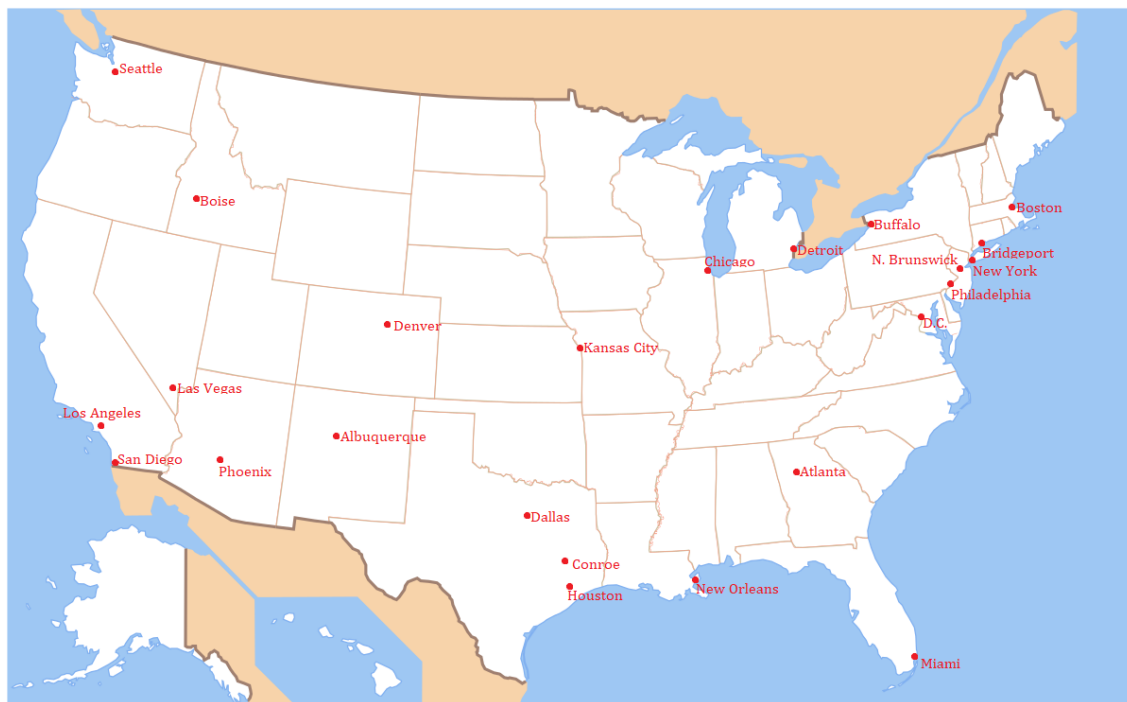 Seattle
Boise
Boston
Buffalo
Detroit
Bridgeport
Chicago
N. Brunswick
New York
Philadelphia
D.C.
Denver
Kansas City
Las Vegas
Los Angeles
Albuquerque
San Diego
Phoenix
Atlanta
Dallas
Conroe
New Orleans
Houston
Miami